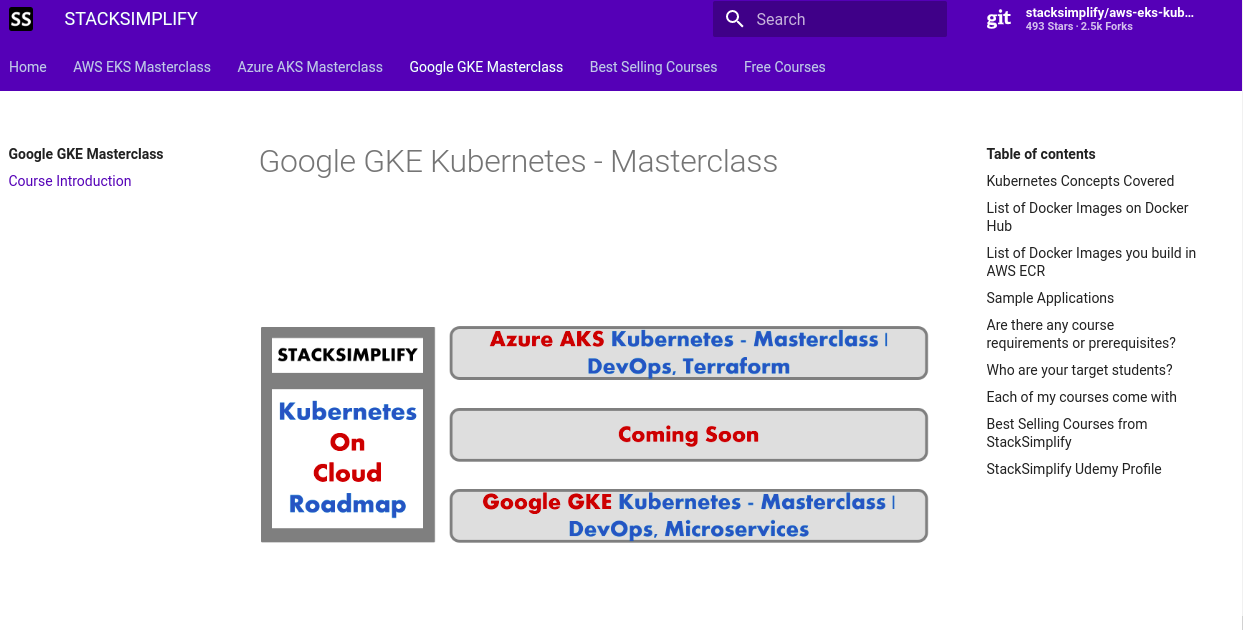 SS
STACKSIMPLIFY
Search
git
stacksimplify/aws-eks-kub…
493 Stars · 2.5k Forks
Home
AWS EKS Masterclass
Azure AKS Masterclass
Google GKE Masterclass
Best Selling Courses
Free Courses
Google GKE Masterclass
Course Introduction
Google GKE Kubernetes - Masterclass
STACKSIMPLIFY
Kubernetes
On
Cloud
Roadmap
Azure AKS Kubernetes - Masterclass |
DevOps, Terraform
Coming Soon
Google GKE Kubernetes - Masterclass |
DevOps, Microservices
Table of contents
Kubernetes Concepts Covered
List of Docker Images on Docker
Hub
List of Docker Images you build in
AWS ECR
Sample Applications
Are there any course
requirements or prerequisites?
Who are your target students?
Each of my courses come with
Best Selling Courses from
StackSimplify
StackSimplify Udemy Profile